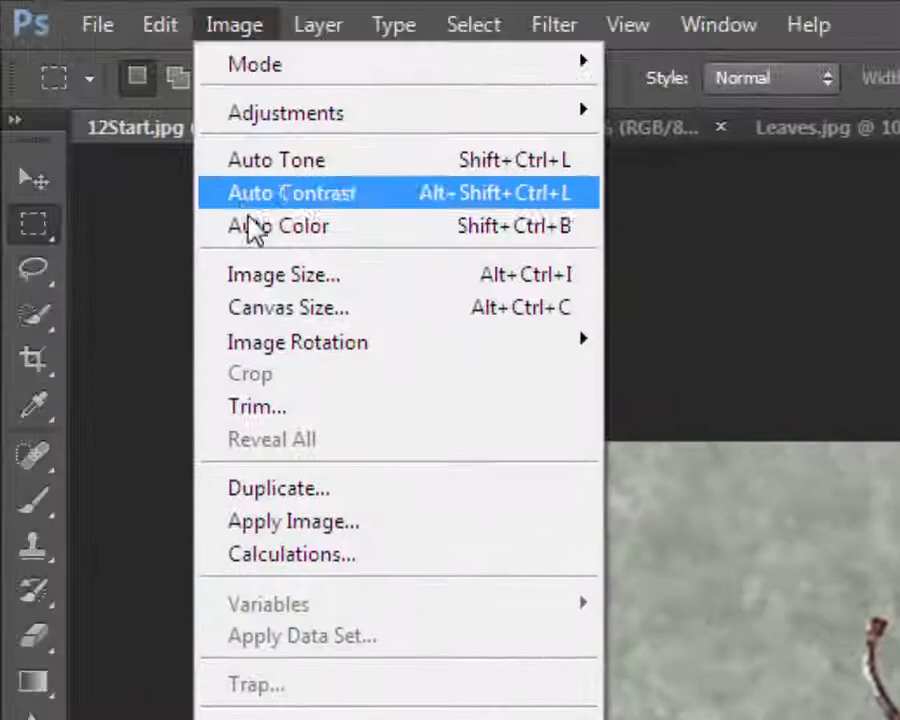 Ps File Edit Image Layer Type Select Filter View Window Help
Mode Style: Normal Width
Adjustments
12Start.jpg % (RGB/8... × Leaves.jpg @ 10
Auto Tone Shift+Ctrl+L
Auto Contrast Alt+Shift+Ctrl+L
Auto Color Shift+Ctrl+B
Image Size... Alt+Ctrl+I
Canvas Size... Alt+Ctrl+C
Image Rotation
Crop
Trim...
Reveal All
Duplicate...
Apply Image...
Calculations...
Variables
Apply Data Set...
Trap...